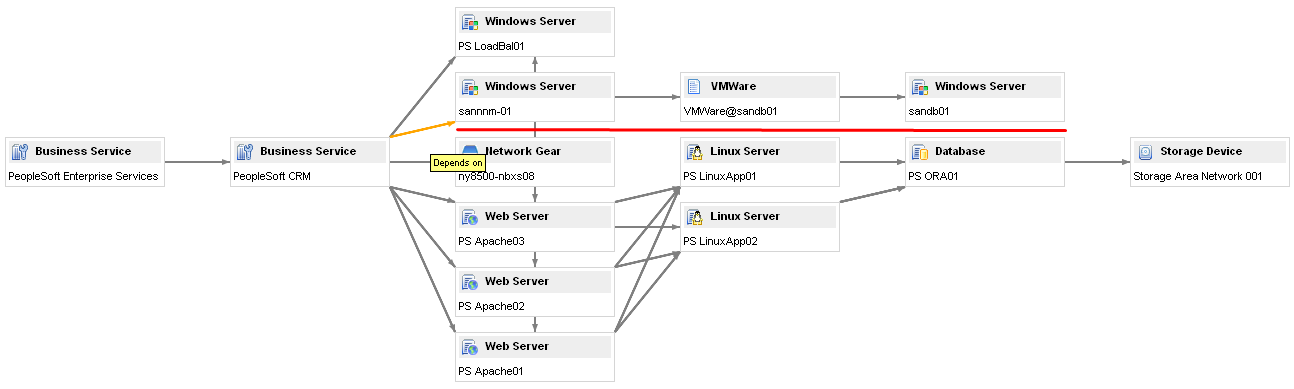 Windows Server
PS LoadBal01
Windows Server
sannnm-01
VMWare
VMWare@sandb01
Windows Server
sandb01
Business Service
PeopleSoft Enterprise Services
Business Service
PeopleSoft CRM
Depends on
Network Gear
ny8500-nbxs08
Linux Server
PS LinuxApp01
Database
PS ORA01
Storage Device
Storage Area Network 001
Web Server
PS Apache03
Linux Server
PS LinuxApp02
Web Server
PS Apache02
Web Server
PS Apache01